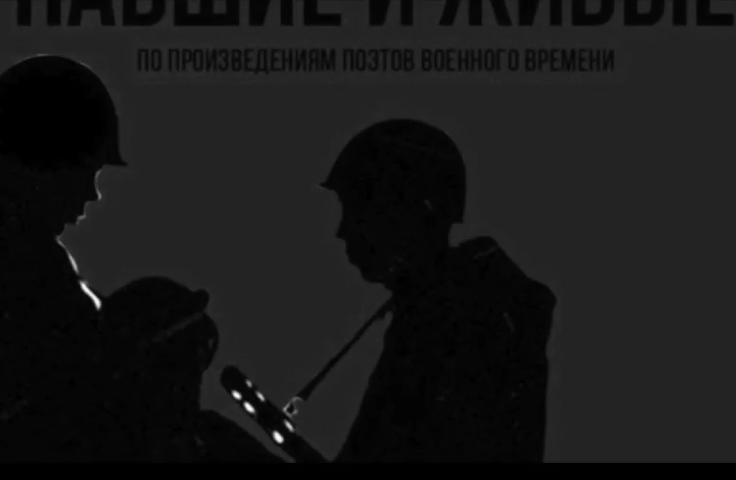 ПАВШИЕ И ЖИВЫЕ
ПО ПРОИЗВЕДЕНИЯМ ПОЭТОВ ВОЕННОГО ВРЕМЕНИ